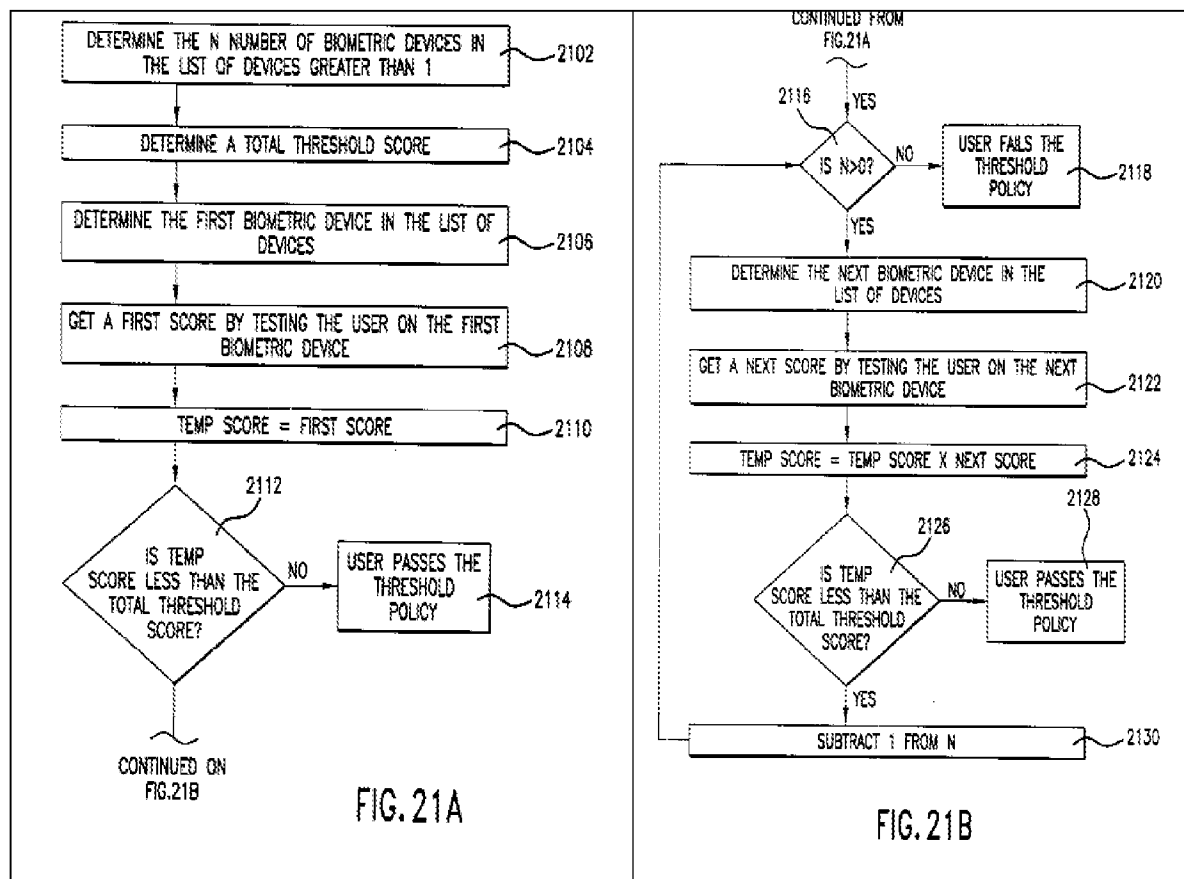 DETERMINE THE N NUMBER OF BIOMETRIC DEVICES IN
THE LIST OF DEVICES GREATER THAN 1
2102
DETERMINE A TOTAL THRESHOLD SCORE
2104
DETERMINE THE FIRST BIOMETRIC DEVICE IN THE LIST OF
DEVICES
2106
GET A FIRST SCORE BY TESTING THE USER ON THE FIRST
BIOMETRIC DEVICE
2108
TEMP SCORE = FIRST SCORE
2110
2112
IS TEMP
SCORE LESS THAN THE
TOTAL THRESHOLD
SCORE?
NO
USER PASSES THE
THRESHOLD
POLICY
2114
CONTINUED ON
FIG.21B
FIG.21A
CONTINUED FROM
FIG.21A
YES
2116
IS N>0?
NO
USER FAILS THE
THRESHOLD
POLICY
2118
YES
DETERMINE THE NEXT BIOMETRIC DEVICE IN THE
LIST OF DEVICES
2120
GET A NEXT SCORE BY TESTING THE USER ON THE NEXT
BIOMETRIC DEVICE
2122
TEMP SCORE = TEMP SCORE X NEXT SCORE
2124
2126
IS TEMP
SCORE LESS THAN THE
TOTAL THRESHOLD
SCORE?
NO
2128
USER PASSES THE
THRESHOLD
POLICY
YES
SUBTRACT 1 FROM N
2130
FIG.21B